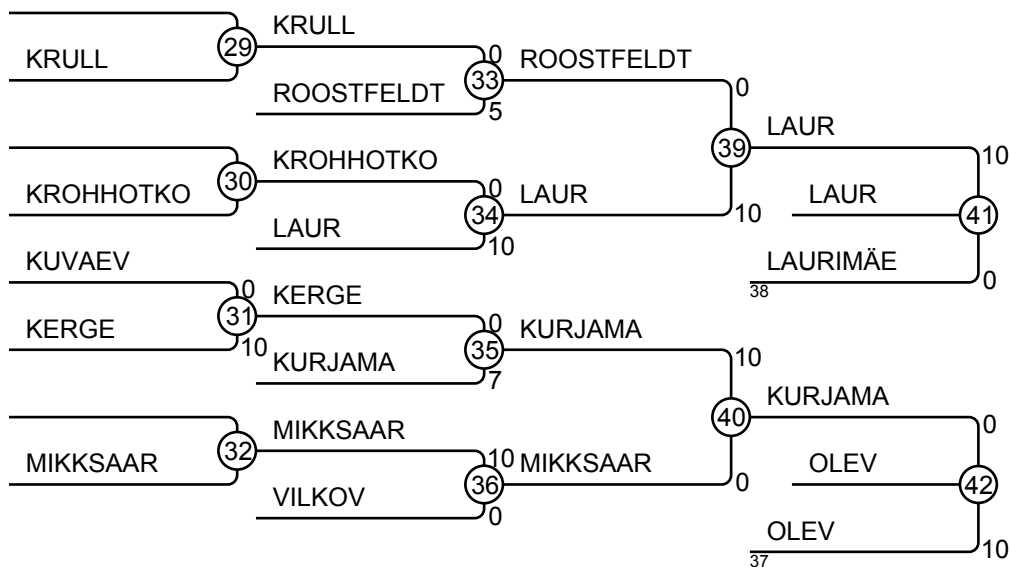 KRULL
29
KRULL
0
33
ROOSTFELDT
ROOSTFELDT
5
0
39
LAUR
10
KROHHOTKO
30
KROHHOTKO
0
34
LAUR
10
LAUR
10
LAUR
41
KUVAEV
0
31
KERGE
LAURIMÄE
0
38
KERGE
10
0
35
KURJAMA
KURJAMA
7
10
40
KURJAMA
0
MIKKSAAR
32
MIKKSAAR
10
36
MIKKSAAR
0
OLEV
42
VILKOV
0
OLEV
10
37